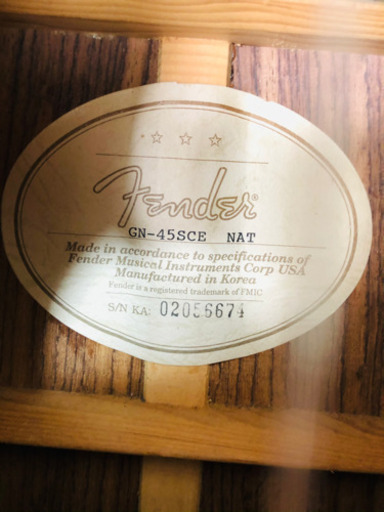 Fender®
GN-45SCE NAT
Made in accordance to specifications of
Fender Musical Instruments Corp USA
Manufactured in Korea
Fender is a registered trademark of FMIC
S/N KA: 02056674